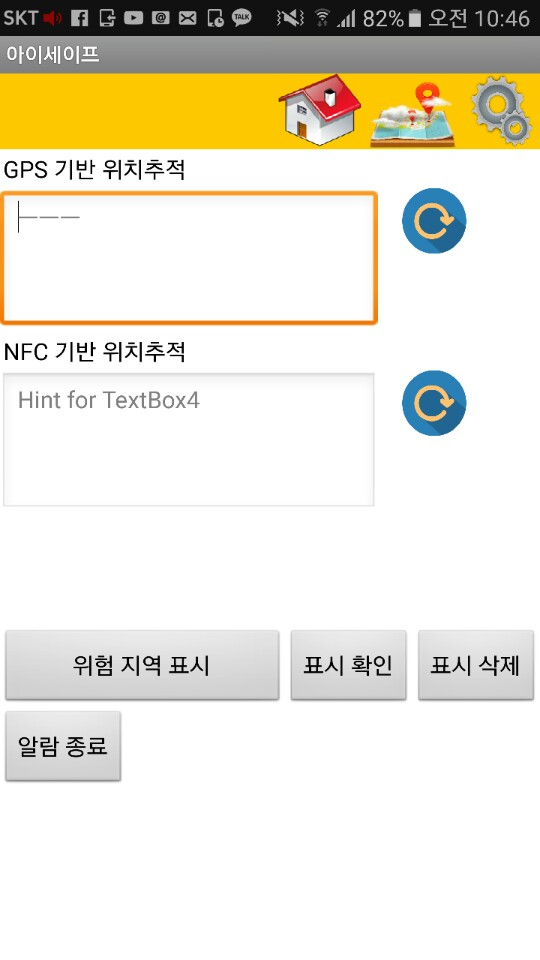 SKT TALK 82% 오전 10:46
아이세이프
GPS 기반 위치추적
---
NFC 기반 위치추적
Hint for TextBox4
위험 지역 표시 표시 확인 표시 삭제
알람 종료